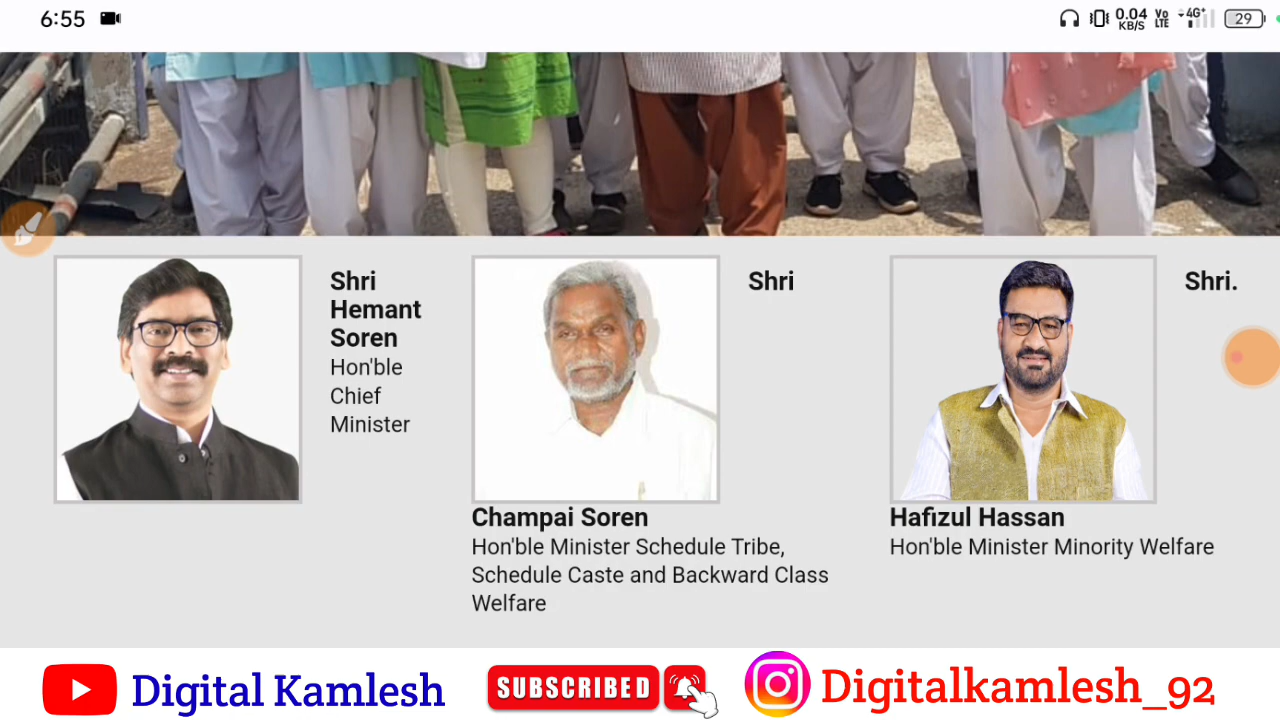 6:55
0.04 KB/S Vo LTE 4G+ 29
Shri
Hemant
Soren
Hon'ble
Chief
Minister
Shri
Champai Soren
Hon'ble Minister Schedule Tribe,
Schedule Caste and Backward Class
Welfare
Shri.
Hafizul Hassan
Hon'ble Minister Minority Welfare
Digital Kamlesh
SUBSCRIBED
Digitalkamlesh_92